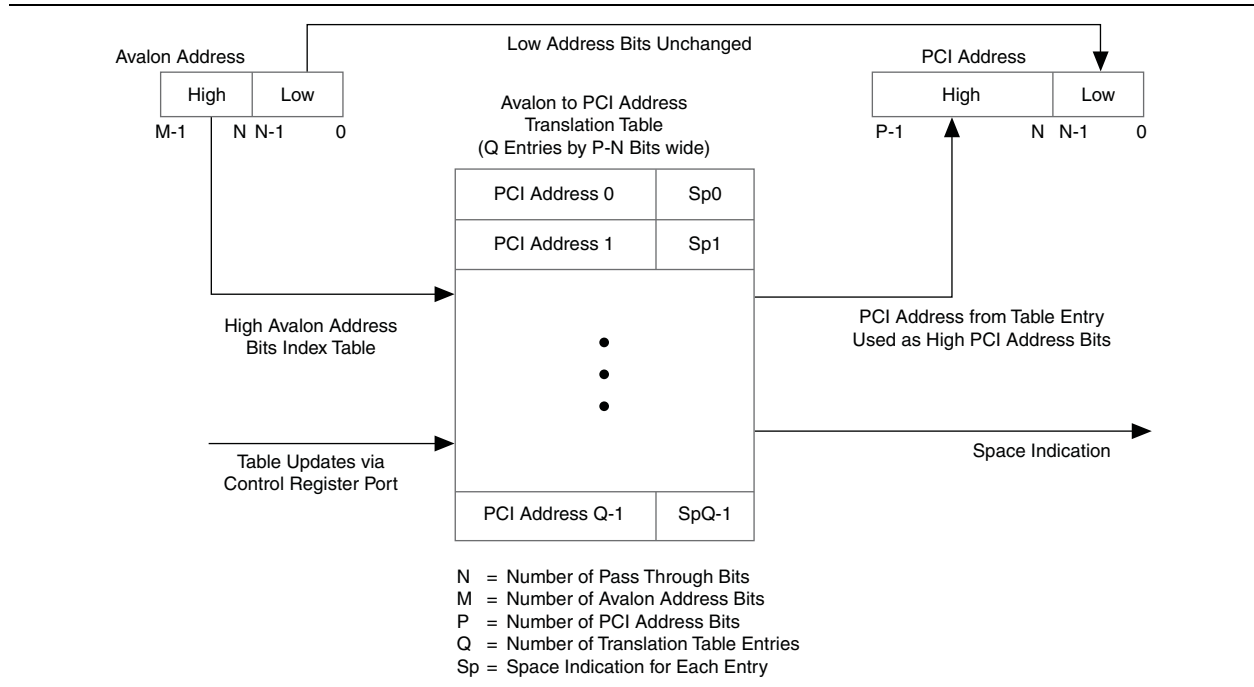 Low Address Bits Unchanged
Avalon Address
PCI Address
High Low
High Low
M-1 N N-1 0
P-1 N N-1 0
Avalon to PCI Address
Translation Table
(Q Entries by P-N Bits wide)
PCI Address 0 Sp0
PCI Address 1 Sp1
High Avalon Address
Bits Index Table
PCI Address from Table Entry
Used as High PCI Address Bits
Table Updates via
Control Register Port
Space Indication
PCI Address Q-1 SpQ-1
N = Number of Pass Through Bits
M = Number of Avalon Address Bits
P = Number of PCI Address Bits
Q = Number of Translation Table Entries
Sp = Space Indication for Each Entry